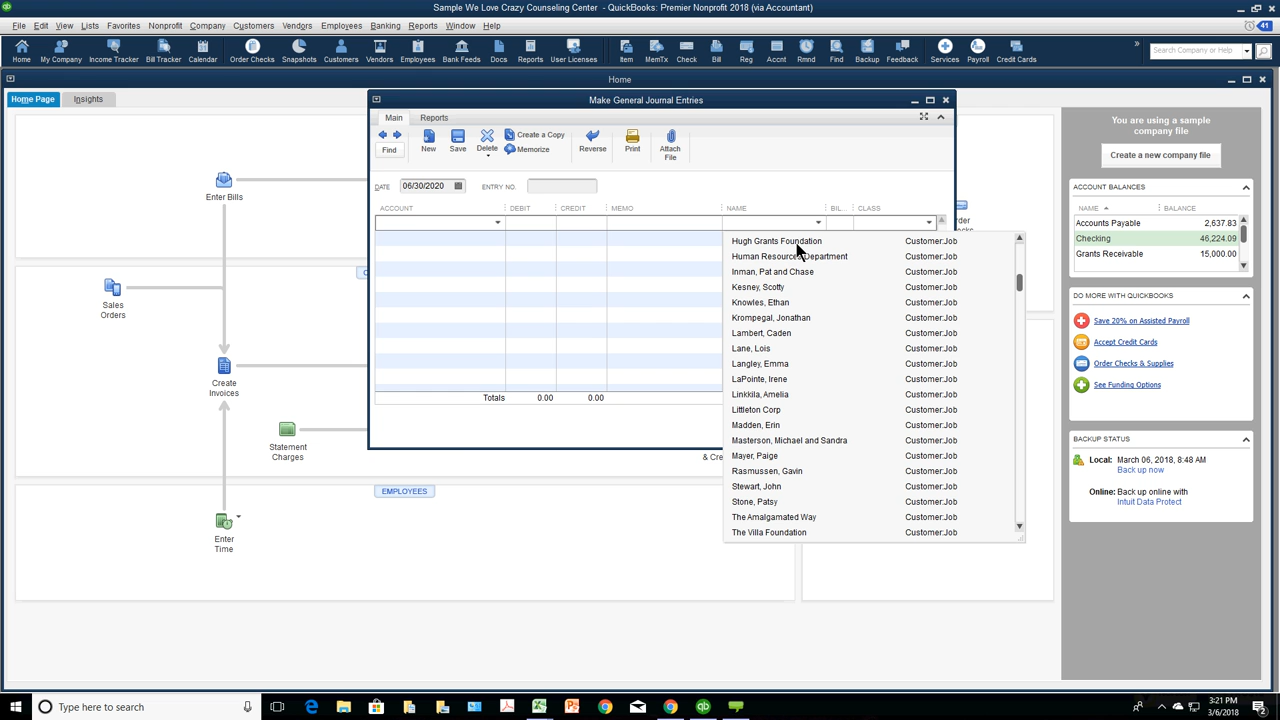 Sample We Love Crazy Counseling Center - QuickBooks: Premier Nonprofit 2018 (via Accountant)
File Edit View Lists Favorites Nonprofit Company Customers Vendors Employees Banking Reports Window Help
41
Home My Company Income Tracker Bill Tracker Calendar Order Checks Snapshots Customers Vendors Employees Bank Feeds Docs Reports User Licenses Item MemTx Check Bill Reg Accnt Rmnd Find Backup Feedback Services Payroll Credit Cards
Search Company or Help
Home
Home Page Insights
Make General Journal Entries
Main Reports
Find
New
Save
Delete
Create a Copy
Memorize
Reverse
Print
Attach
File
DATE 06/30/2020 ENTRY NO.
ACCOUNT DEBIT CREDIT MEMO NAME BIL... CLASS
Hugh Grants Foundation Customer:Job
Human Resources Department Customer:Job
Inman, Pat and Chase Customer:Job
Kesney, Scotty Customer:Job
Knowles, Ethan Customer:Job
Krompegal, Jonathan Customer:Job
Lambert, Caden Customer:Job
Lane, Lois Customer:Job
Langley, Emma Customer:Job
LaPointe, Irene Customer:Job
Linkkila, Amelia Customer:Job
Littleton Corp Customer:Job
Madden, Erin Customer:Job
Masterson, Michael and Sandra Customer:Job
Mayer, Paige Customer:Job
Rasmussen, Gavin Customer:Job
Stewart, John Customer:Job
Stone, Patsy Customer:Job
The Amalgamated Way Customer:Job
The Villa Foundation Customer:Job
Totals 0.00 0.00
Enter Bills
Sales
Orders
Create
Invoices
Statement
Charges
& Cre
EMPLOYEES
Enter
Time
You are using a sample
company file
Create a new company file
ACCOUNT BALANCES
NAME BALANCE
Accounts Payable 2,637.83
Checking 46,224.09
Grants Receivable 15,000.00
DO MORE WITH QUICKBOOKS
Save 20% on Assisted Payroll
Accept Credit Cards
Order Checks & Supplies
See Funding Options
BACKUP STATUS
Local: March 06, 2018, 8:48 AM
Back up now
Online: Back up online with
Intuit Data Protect
Type here to search
3:21 PM
3/6/2018
2